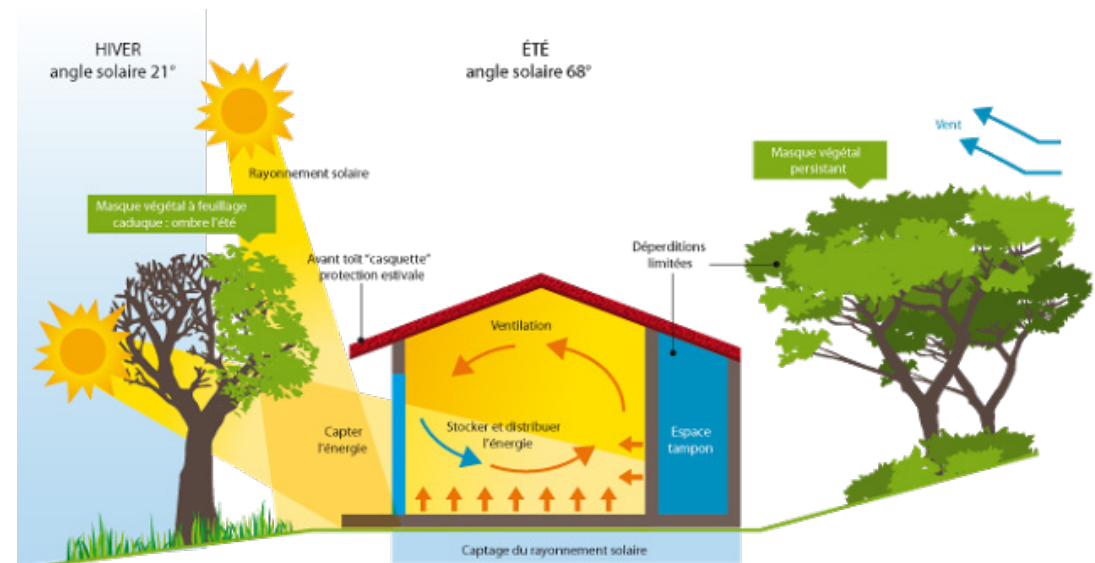 HIVER
angle solaire 21°
ÉTÉ
angle solaire 68°
Vent
Masque végétal
persistant
Rayonnement solaire
Masque végétal à feuillage
caduque : ombre l'été
Avant toît "casquette"
protection estivale
Déperditions
limitées
Ventilation
Capter
l'énergie
Stocker et distribuer
l'énergie
Espace
tampon
Captage du rayonnement solaire